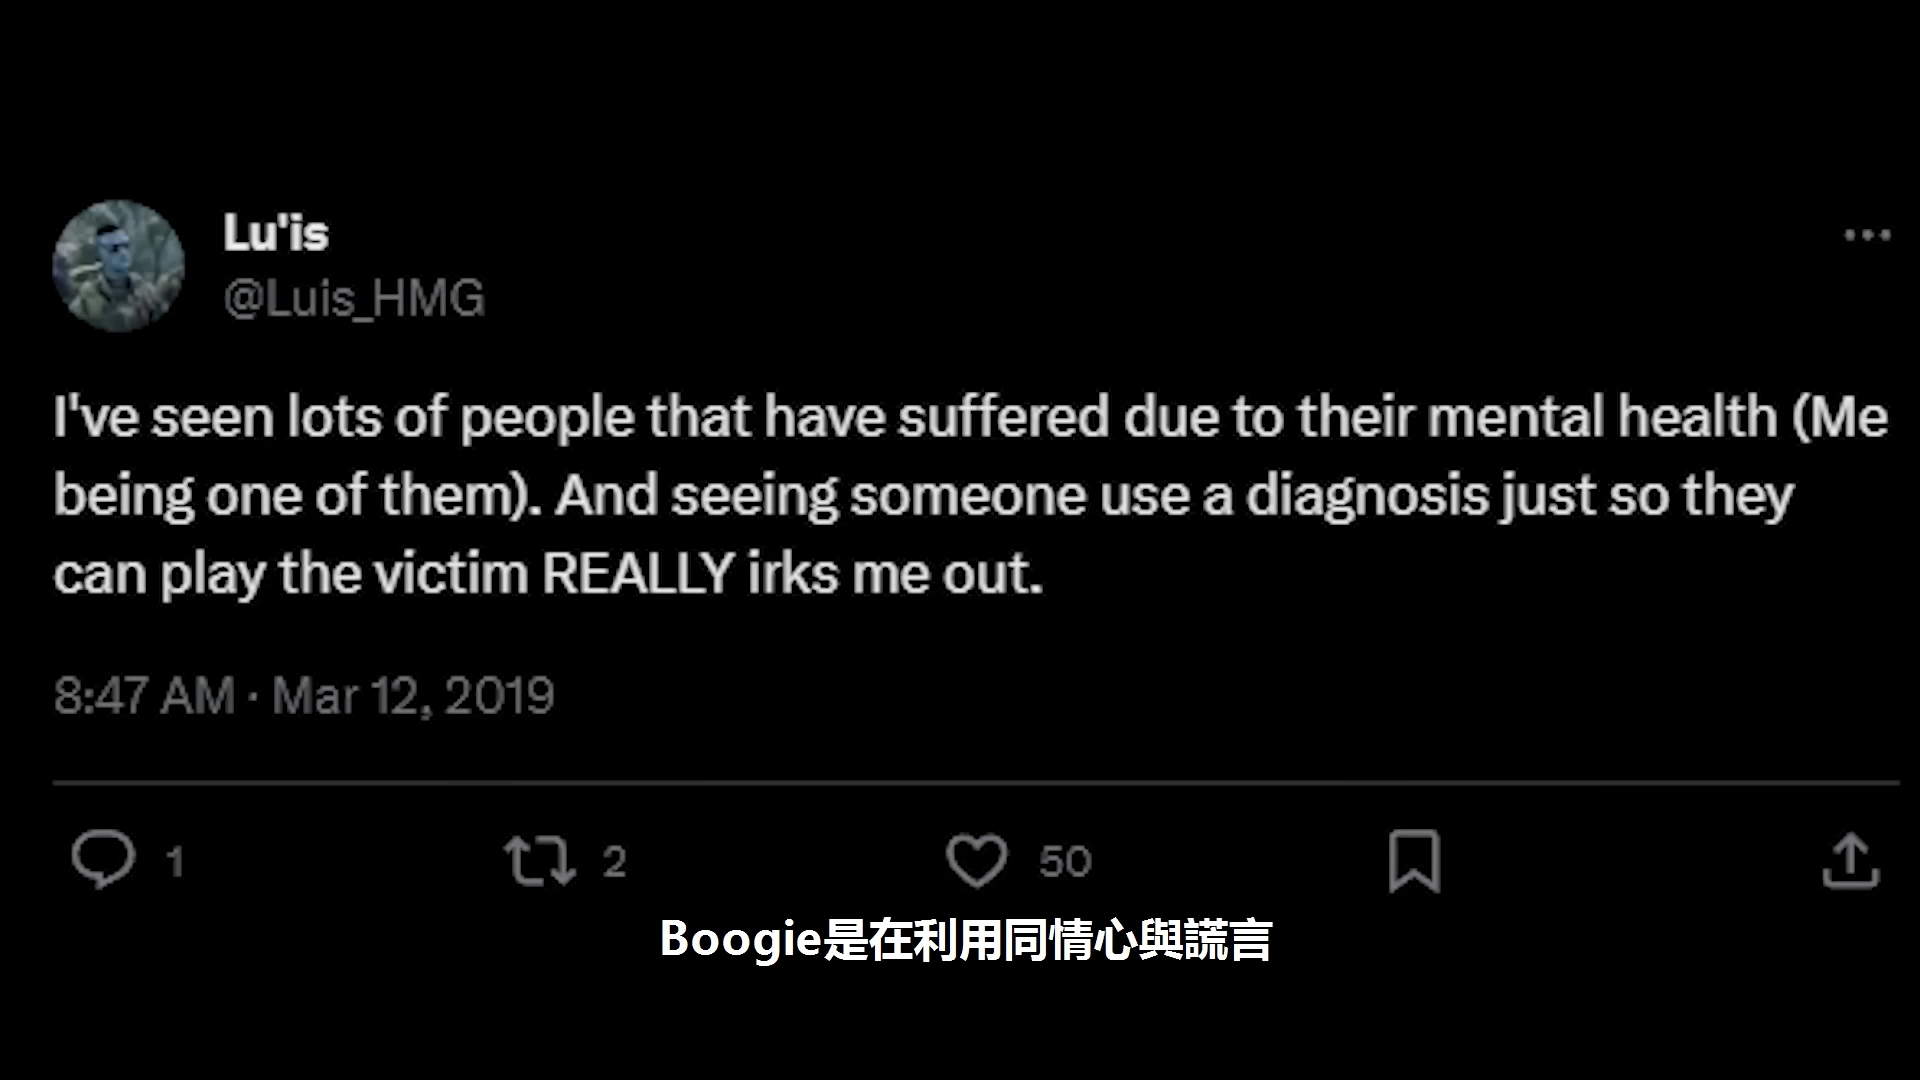 Lu'is
@Luis_HMG
I've seen lots of people that have suffered due to their mental health (Me
being one of them). And seeing someone use a diagnosis just so they
can play the victim REALLY irks me out.
8:47 AM · Mar 12, 2019
1 2 50
Boogie是在利用同情心與謊言